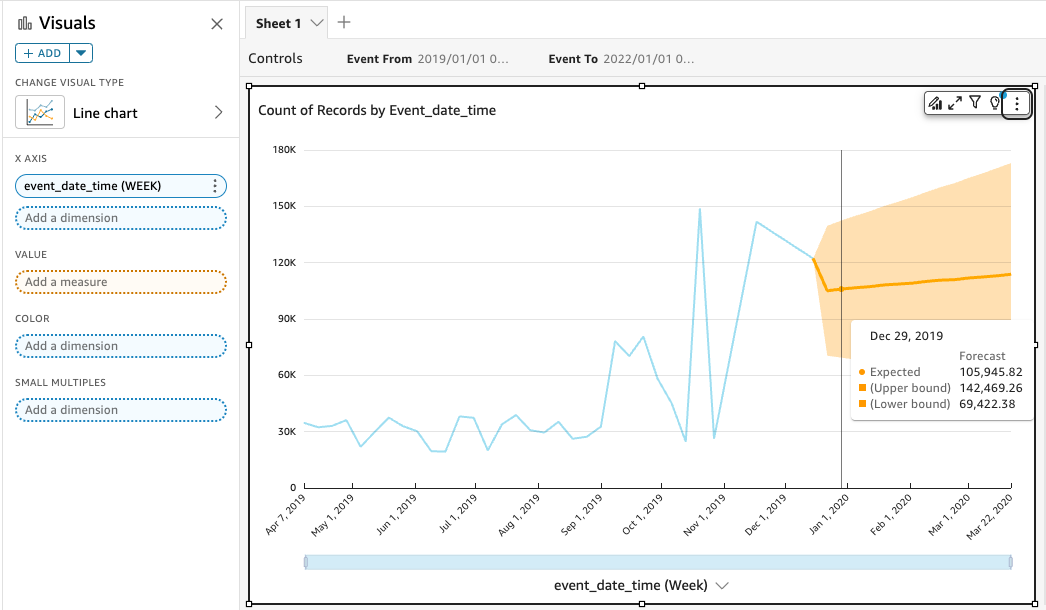 Visuals
+ ADD
CHANGE VISUAL TYPE
Line chart
X AXIS
event_date_time (WEEK)
Add a dimension
VALUE
Add a measure
COLOR
Add a dimension
SMALL MULTIPLES
Add a dimension
Sheet 1
Controls
Event From 2019/01/01 0...
Event To 2022/01/01 0...
Count of Records by Event_date_time
180K
150K
120K
90K
60K
30K
0
Dec 29, 2019
Forecast
Expected 105,945.82
(Upper bound) 142,469.26
(Lower bound) 69,422.38
Apr 7, 2019
May 1, 2019
Jun 1, 2019
Jul 1, 2019
Aug 1, 2019
Sep 1, 2019
Oct 1, 2019
Nov 1, 2019
Dec 1, 2019
Jan 1, 2020
Feb 1, 2020
Mar 1, 2020
Mar 22, 2020
event_date_time (Week)